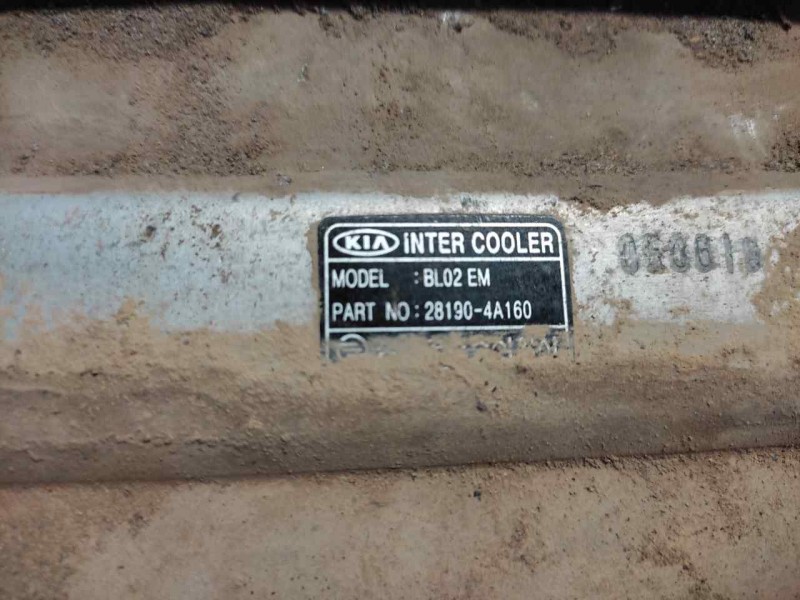 KIA INTER COOLER
MODEL : BL02 EM
PART NO : 28190-4A160